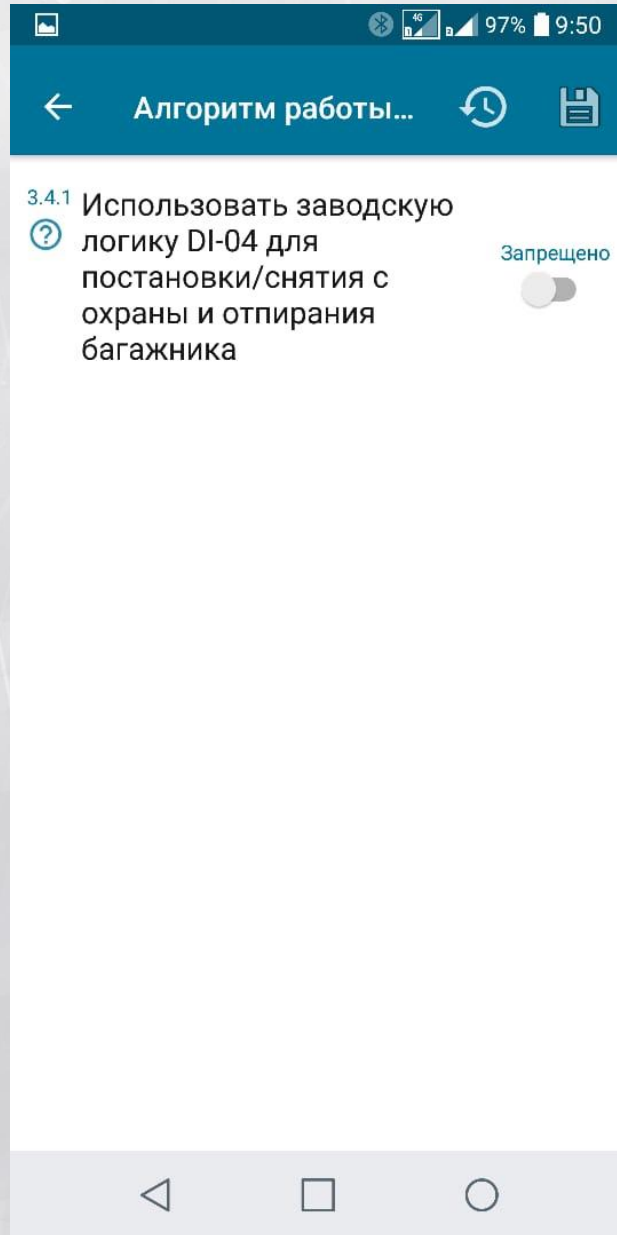 97% 9:50
Алгоритм работы...
3.4.1 Использовать заводскую
логику DI-04 для
постановки/снятия с
охраны и отпирания
багажника
Запрещено